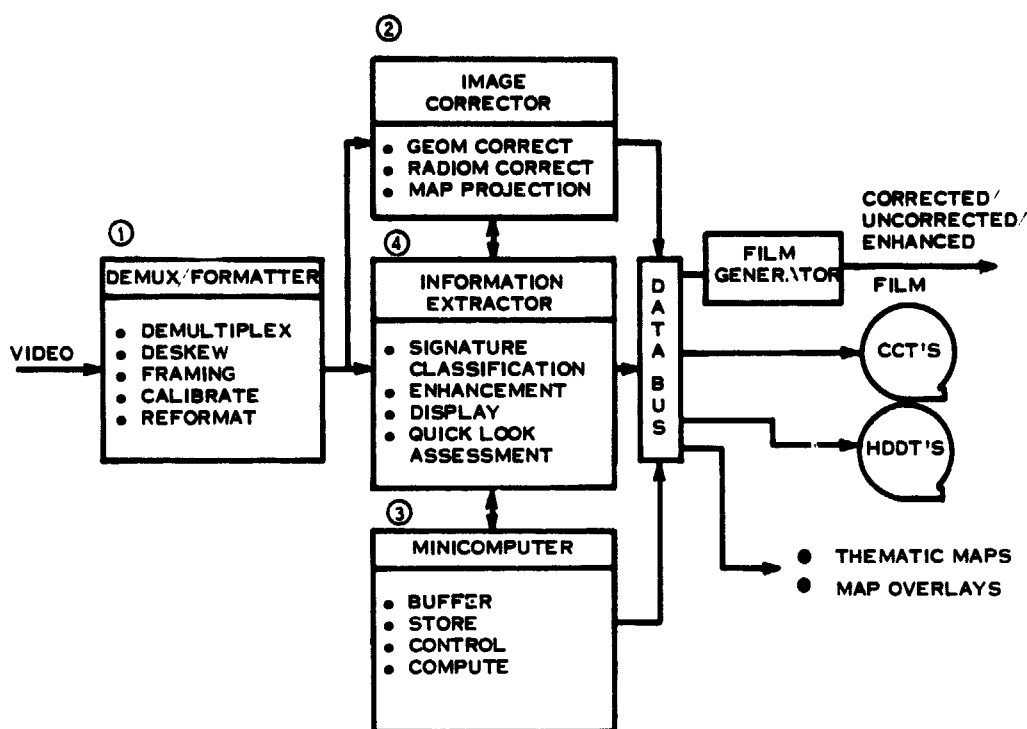 ②
IMAGE
CORRECTOR
• GEOM CORRECT
• RADIOM CORRECT
• MAP PROJECTION
①
DEMUX/FORMATTER
• DEMULTIPLEX
• DESKEW
• FRAMING
• CALIBRATE
• REFORMAT
VIDEO
④
INFORMATION
EXTRACTOR
• SIGNATURE
CLASSIFICATION
• ENHANCEMENT
• DISPLAY
• QUICK LOOK
ASSESSMENT
③
MINICOMPUTER
• BUFFER
• STORE
• CONTROL
• COMPUTE
DATA BUS
FILM
GENERATOR
CORRECTED/
UNCORRECTED/
ENHANCED
FILM
CCT'S
HDDT'S
• THEMATIC MAPS
• MAP OVERLAYS